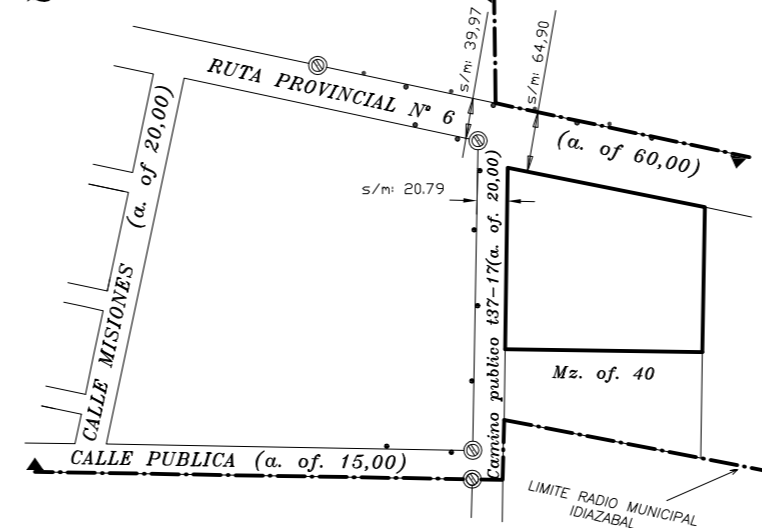 s/m: 39,97
s/m: 64,90
RUTA PROVINCIAL Nº 6
(a. of 60,00)
CALLE MISIONES (a. of 20,00)
s/m: 20.79
Camino publico t37-17(a. of. 20,00)
Mz. of. 40
CALLE PUBLICA (a. of. 15,00)
LIMITE RADIO MUNICIPAL
IDIAZABAL